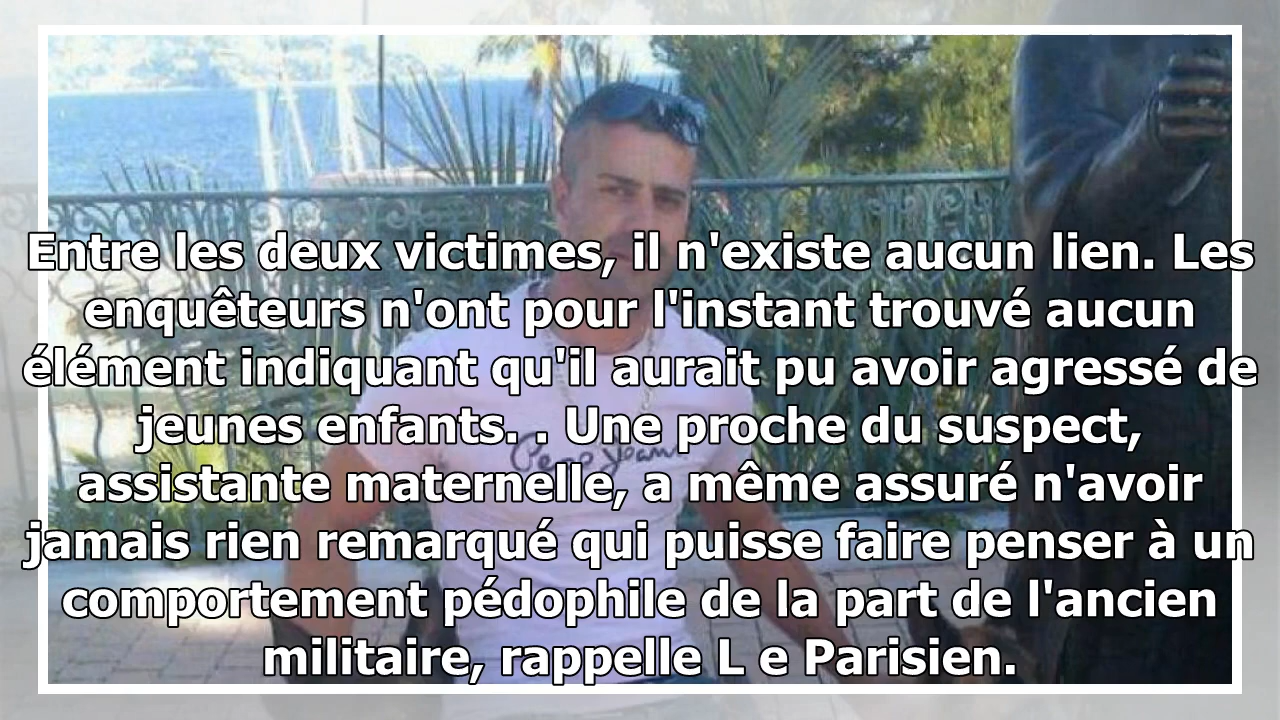 Entre les deux victimes, il n'existe aucun lien. Les
enquêteurs n'ont pour l'instant trouvé aucun
élément indiquant qu'il aurait pu avoir agressé de
jeunes enfants. . Une proche du suspect,
assistante maternelle, a même assuré n'avoir
jamais rien remarqué qui puisse faire penser à un
comportement pédophile de la part de l'ancien
militaire, rappelle L e Parisien.
Pepe Jeans